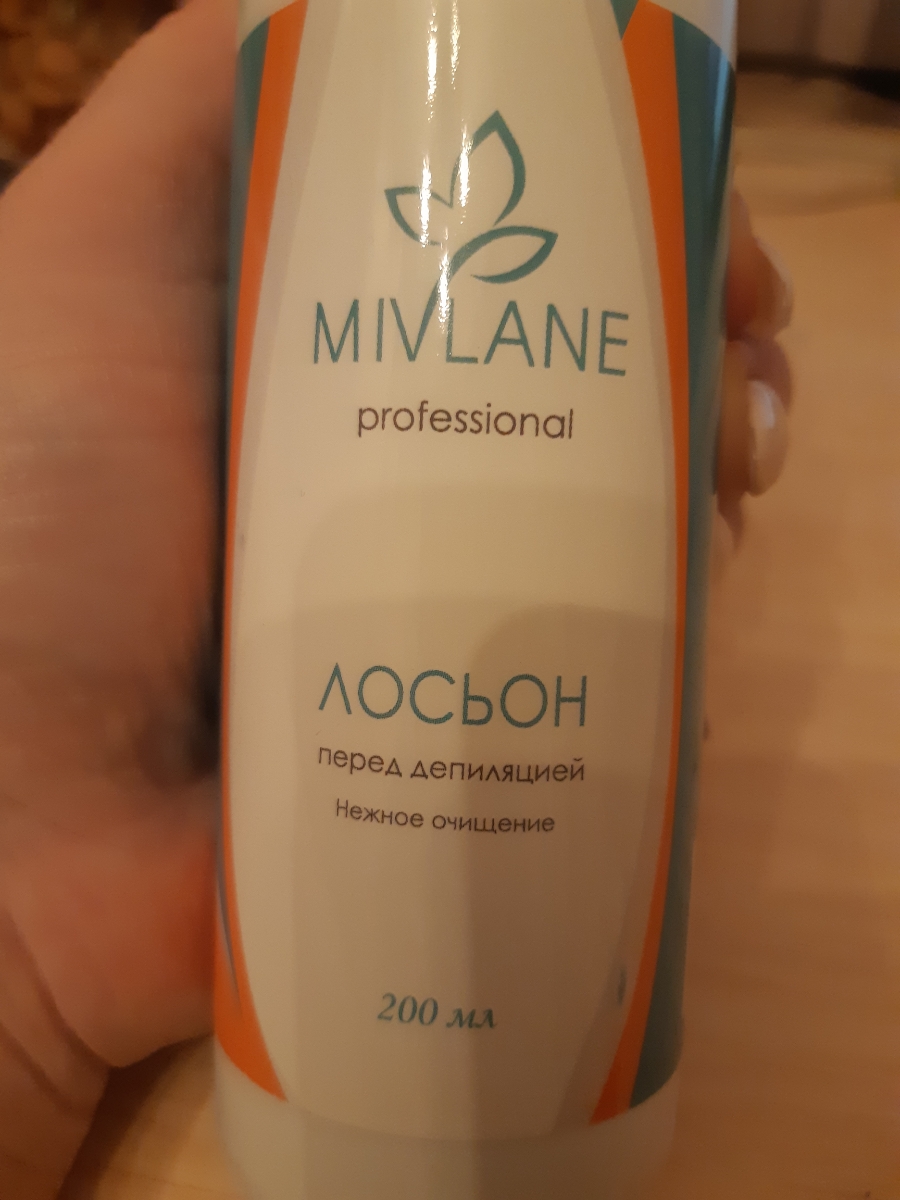 MIVLANE
professional
ЛОСЬОН
перед депиляцией
Нежное очищение
200 мл